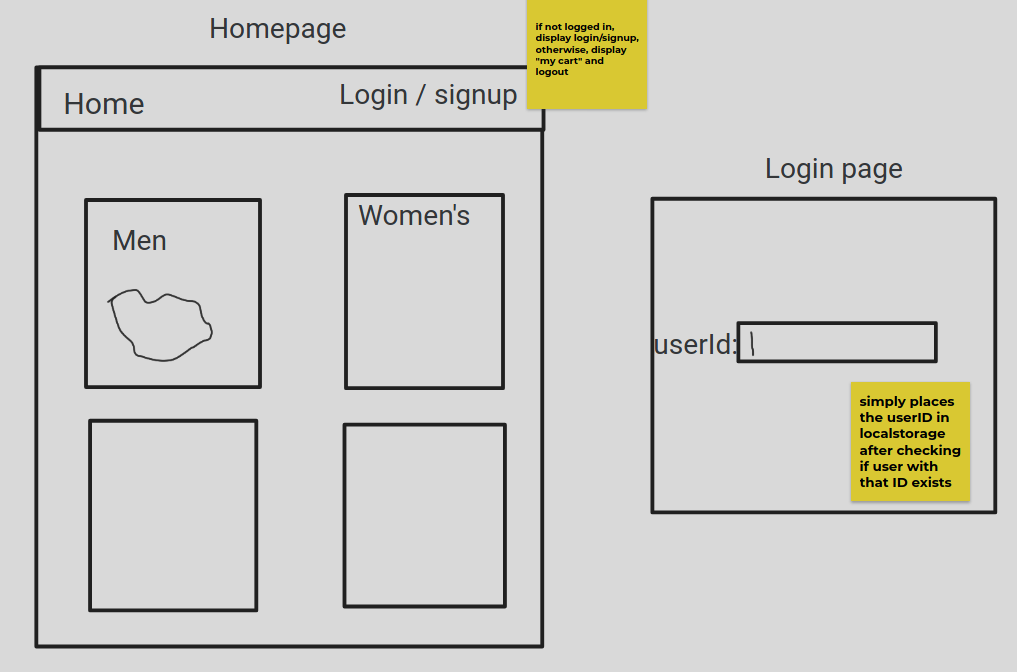 Homepage
if not logged in,
display login/signup,
otherwise, display
"my cart" and
logout
Home
Login / signup
Men
Women's
Login page
userId:
simply places
the userID in
localstorage
after checking
if user with
that ID exists